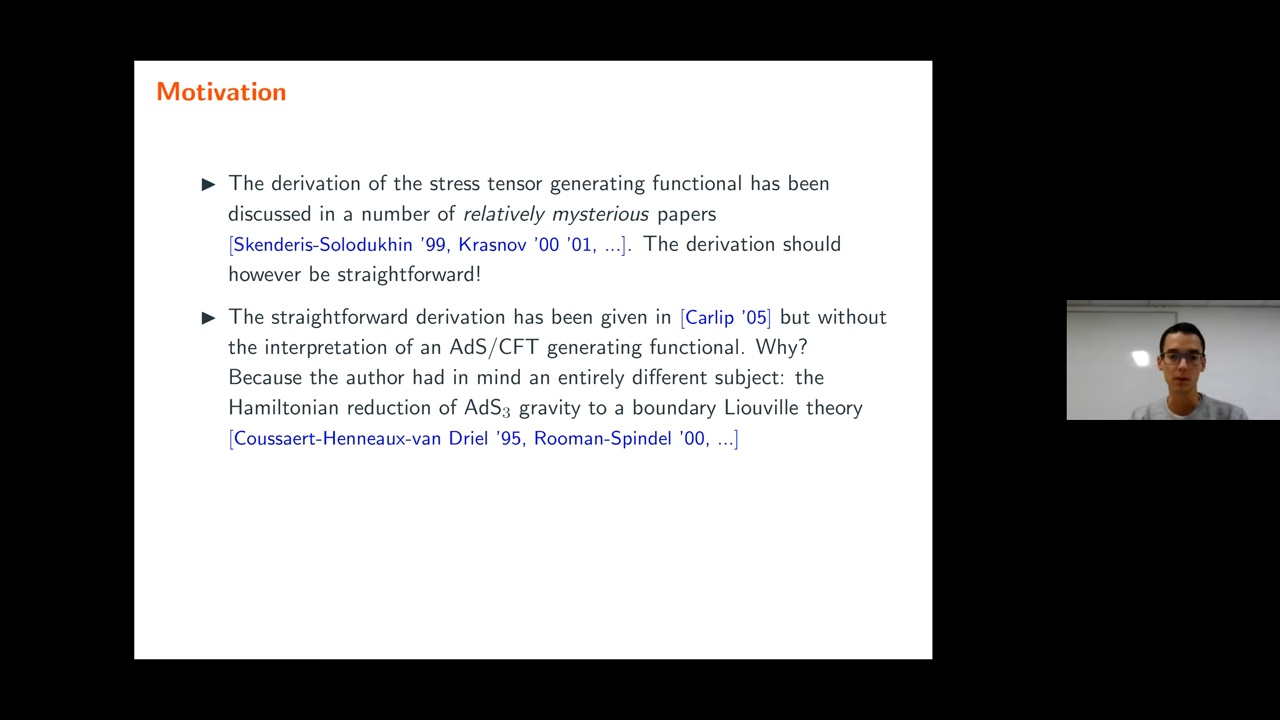 Motivation
▶ The derivation of the stress tensor generating functional has been
discussed in a number of relatively mysterious papers
[Skenderis-Solodukhin '99, Krasnov '00 '01, ...]. The derivation should
however be straightforward!
▶ The straightforward derivation has been given in [Carlip '05] but without
the interpretation of an AdS/CFT generating functional. Why?
Because the author had in mind an entirely different subject: the
Hamiltonian reduction of AdS₃ gravity to a boundary Liouville theory
[Coussaert-Henneaux-van Driel '95, Rooman-Spindel '00, ...]